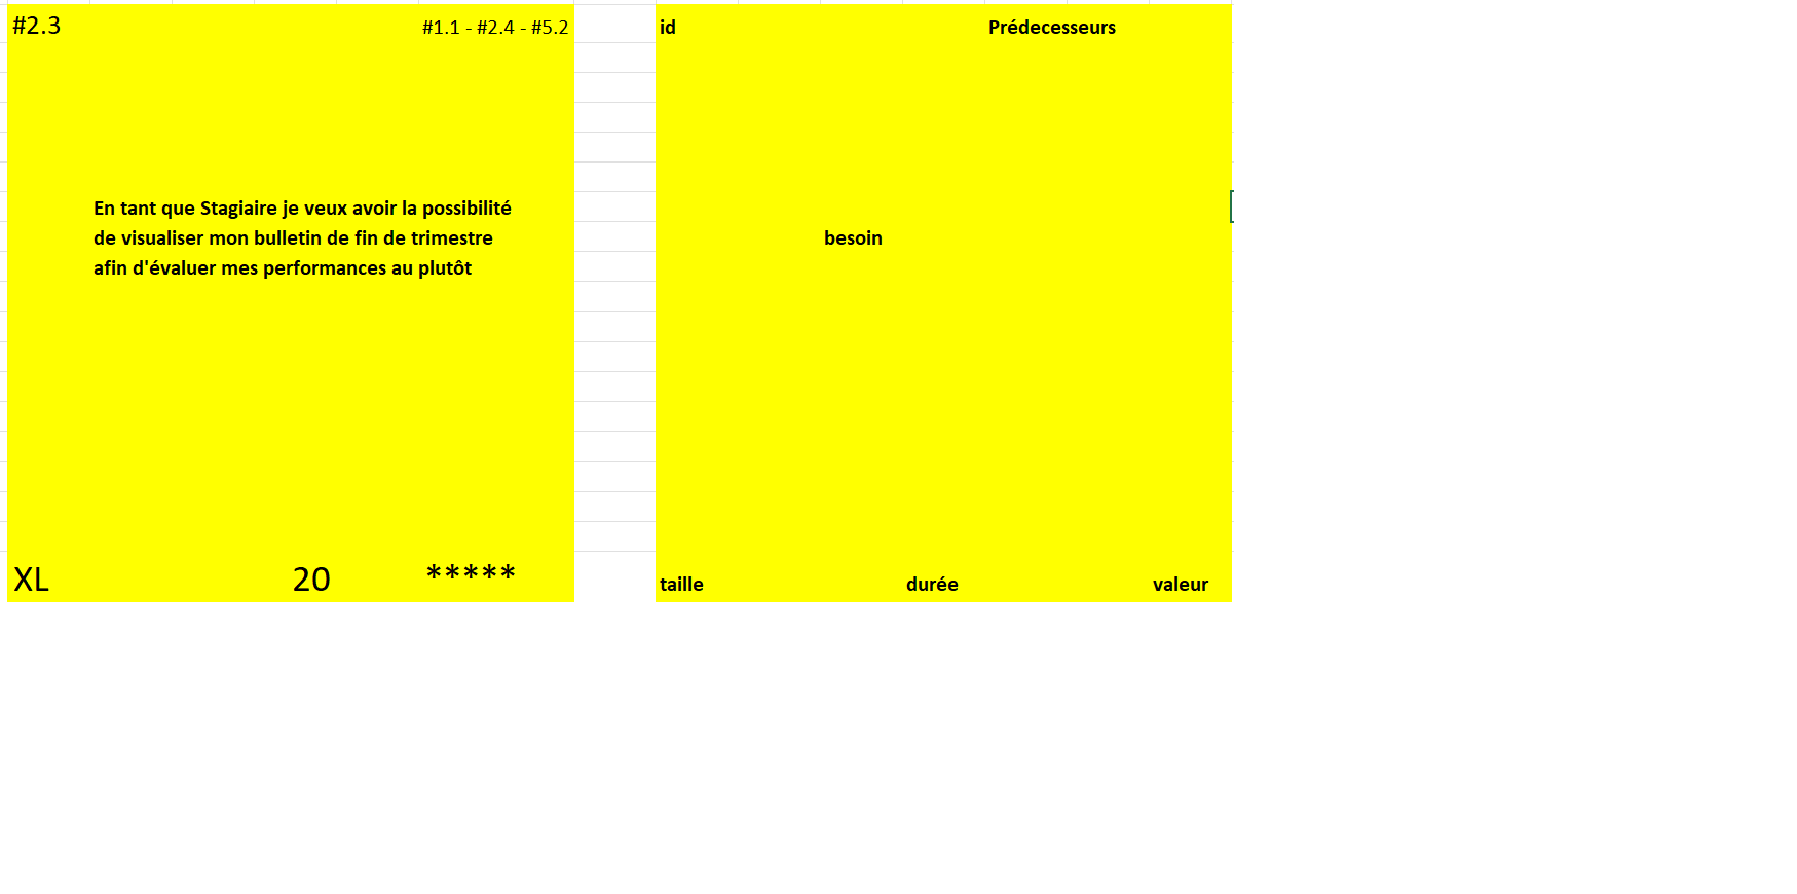 #2.3
#1.1 - #2.4 - #5.2
En tant que Stagiaire je veux avoir la possibilité
de visualiser mon bulletin de fin de trimestre
afin d'évaluer mes performances au plutôt
XL
20
*****
id
Prédecesseurs
besoin
taille
durée
valeur